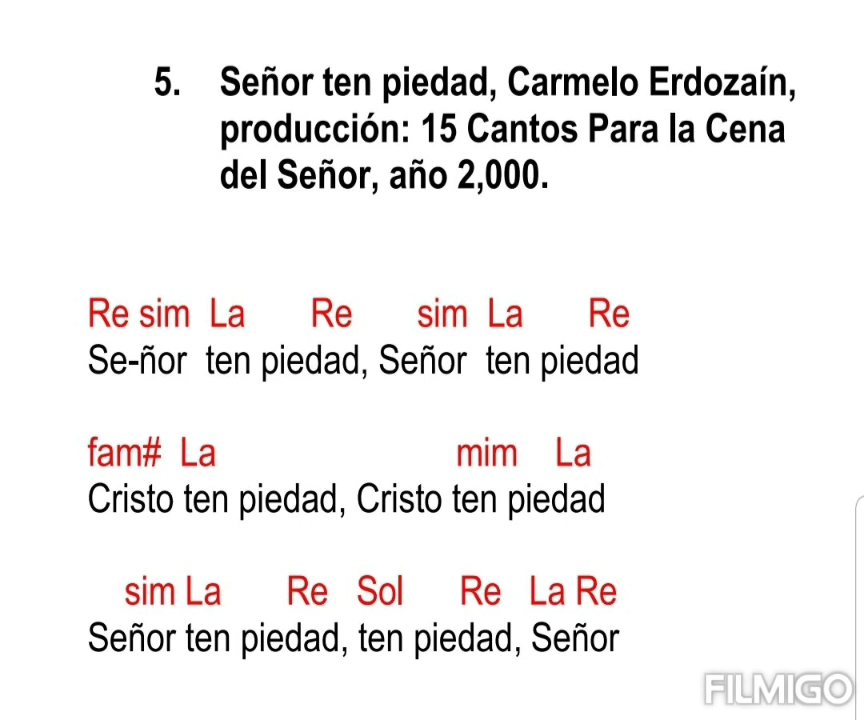 5. Señor ten piedad, Carmelo Erdozaín,
producción: 15 Cantos Para la Cena
del Señor, año 2,000.
Re sim La Re sim La Re
Se-ñor ten piedad, Señor ten piedad
fam# La mim La
Cristo ten piedad, Cristo ten piedad
sim La Re Sol Re La Re
Señor ten piedad, ten piedad, Señor
FILMIGO